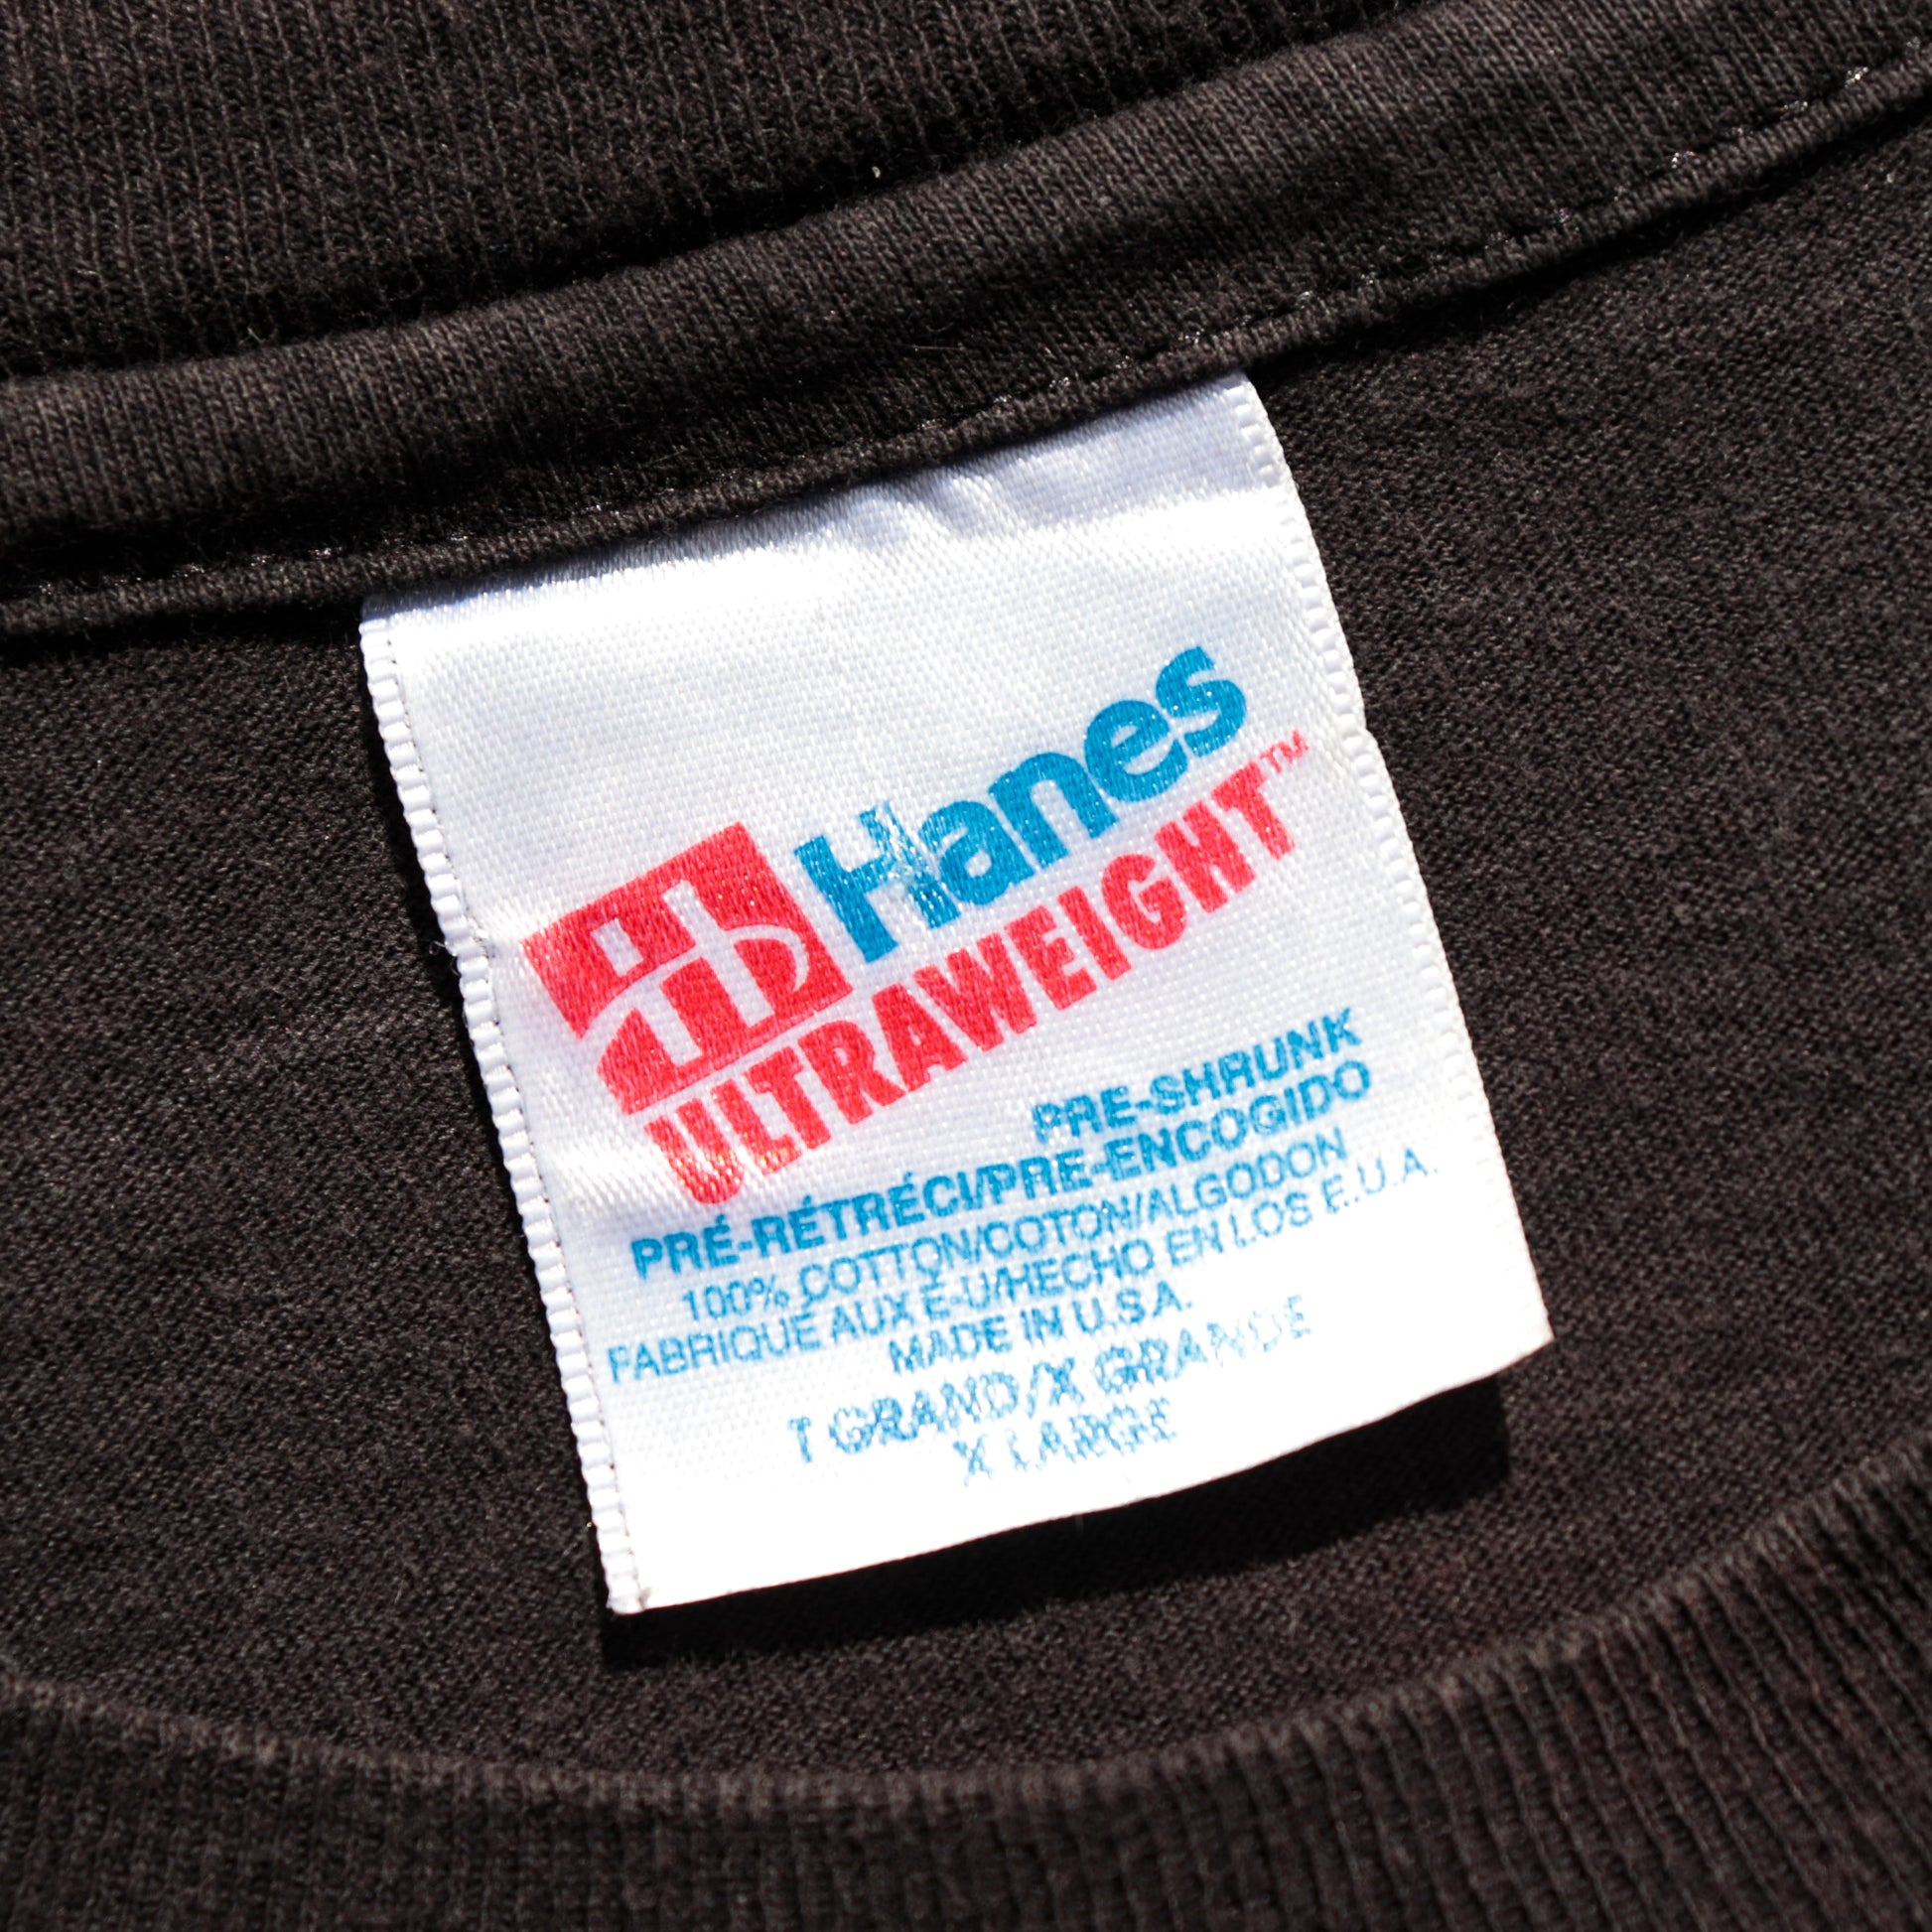 Hanes
ULTRAWEIGHT™
PRE-SHRUNK
PRÉ-RÉTRÉCI/PRE-ENCOGIDO
100% COTTON/COTON/ALGODON
FABRIQUÉ AUX É-U/HECHO EN LOS E.U.A.
MADE IN U.S.A.
T GRAND/X GRANDE
X LARGE